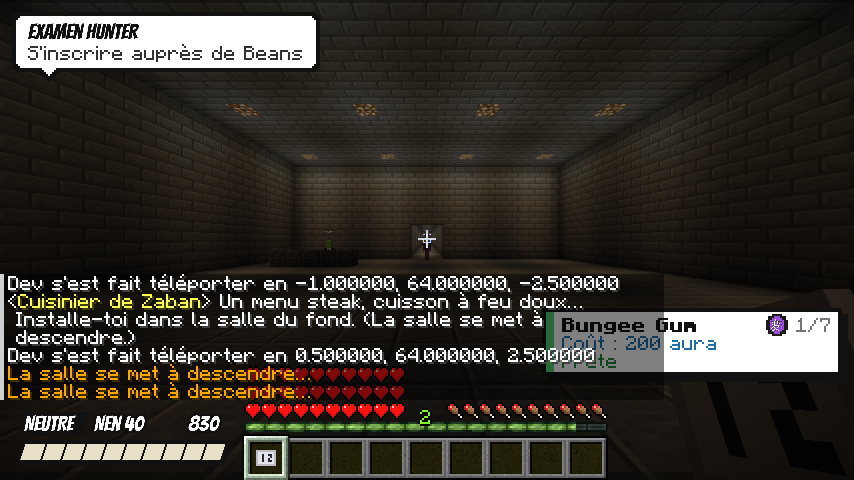 EXAMEN HUNTER
S'inscrire auprès de Beans
Dev s'est fait téléporter en -1.000000, 64.000000, -2.500000
<Cuisinier de Zaban> Un menu steak, cuisson à feu doux...
Installe-toi dans la salle du fond. (La salle se met à
descendre.)
Dev s'est fait téléporter en 0.500000, 64.000000, 2.500000
La salle se met à descendre...
La salle se met à descendre...
Bungee Gum
1/7
Coût : 200 aura
NEUTRE
NEN 40
830
2
12
12